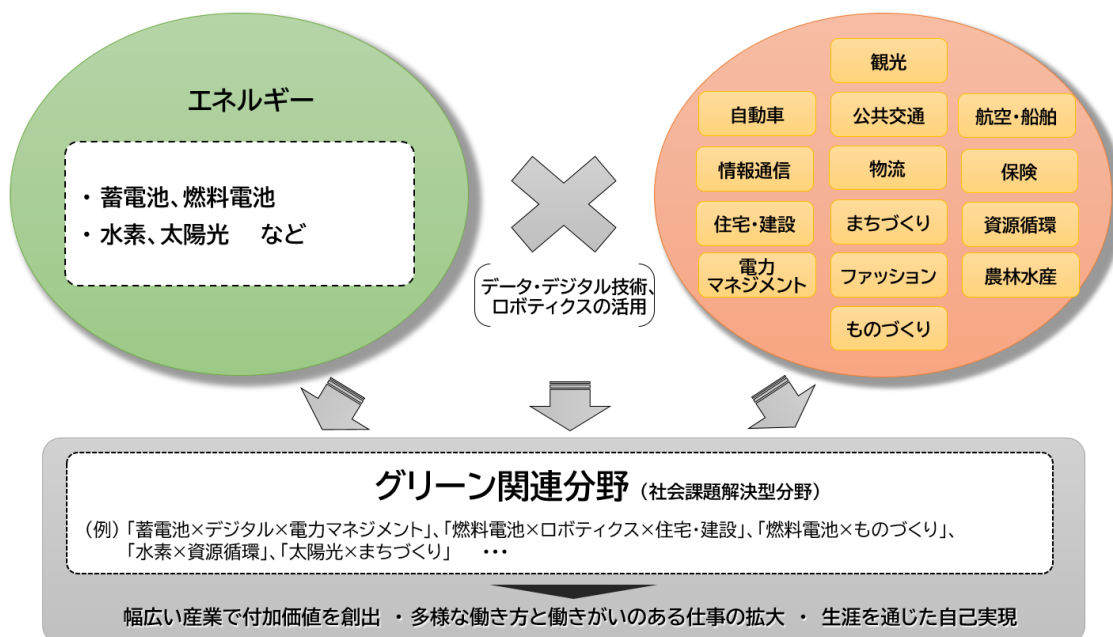 エネルギー
・ 蓄電池、燃料電池
・ 水素、太陽光　など
データ・デジタル技術、
ロボティクスの活用
観光
自動車
公共交通
航空・船舶
情報通信
物流
保険
住宅・建設
まちづくり
資源循環
電力
マネジメント
ファッション
農林水産
ものづくり
グリーン関連分野 (社会課題解決型分野)
(例) 「蓄電池×デジタル×電力マネジメント」、「燃料電池×ロボティクス×住宅・建設」、「燃料電池×ものづくり」、
「水素×資源循環」、「太陽光×まちづくり」　・・・
幅広い産業で付加価値を創出 ・多様な働き方と働きがいのある仕事の拡大 ・ 生涯を通じた自己実現